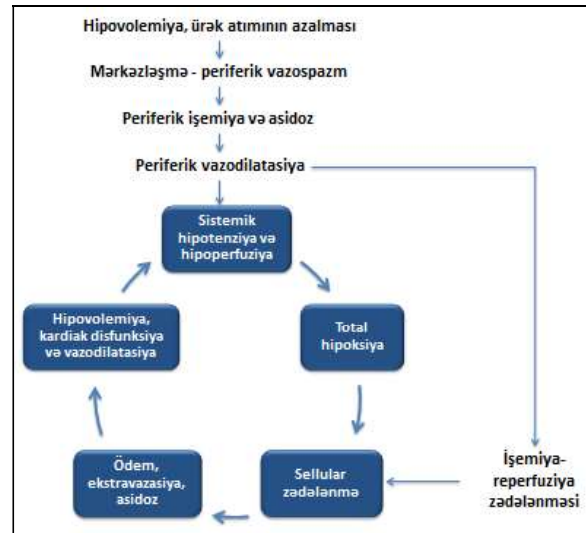 Hipovolemiya, ürək atımının azalması
Mərkəzləşmə - periferik vazospazm
Periferik işemiya və asidoz
Periferik vazodilatasiya
Sistemik
hipotenziya və
hipoperfuziya
Total
hipoksiya
Sellular
zədələnmə
Ödem,
ekstravazasiya,
asidoz
Hipovolemiya,
kardiak disfunksiya
və vazodilatasiya
İşemiya-
reperfuziya
zədələnməsi